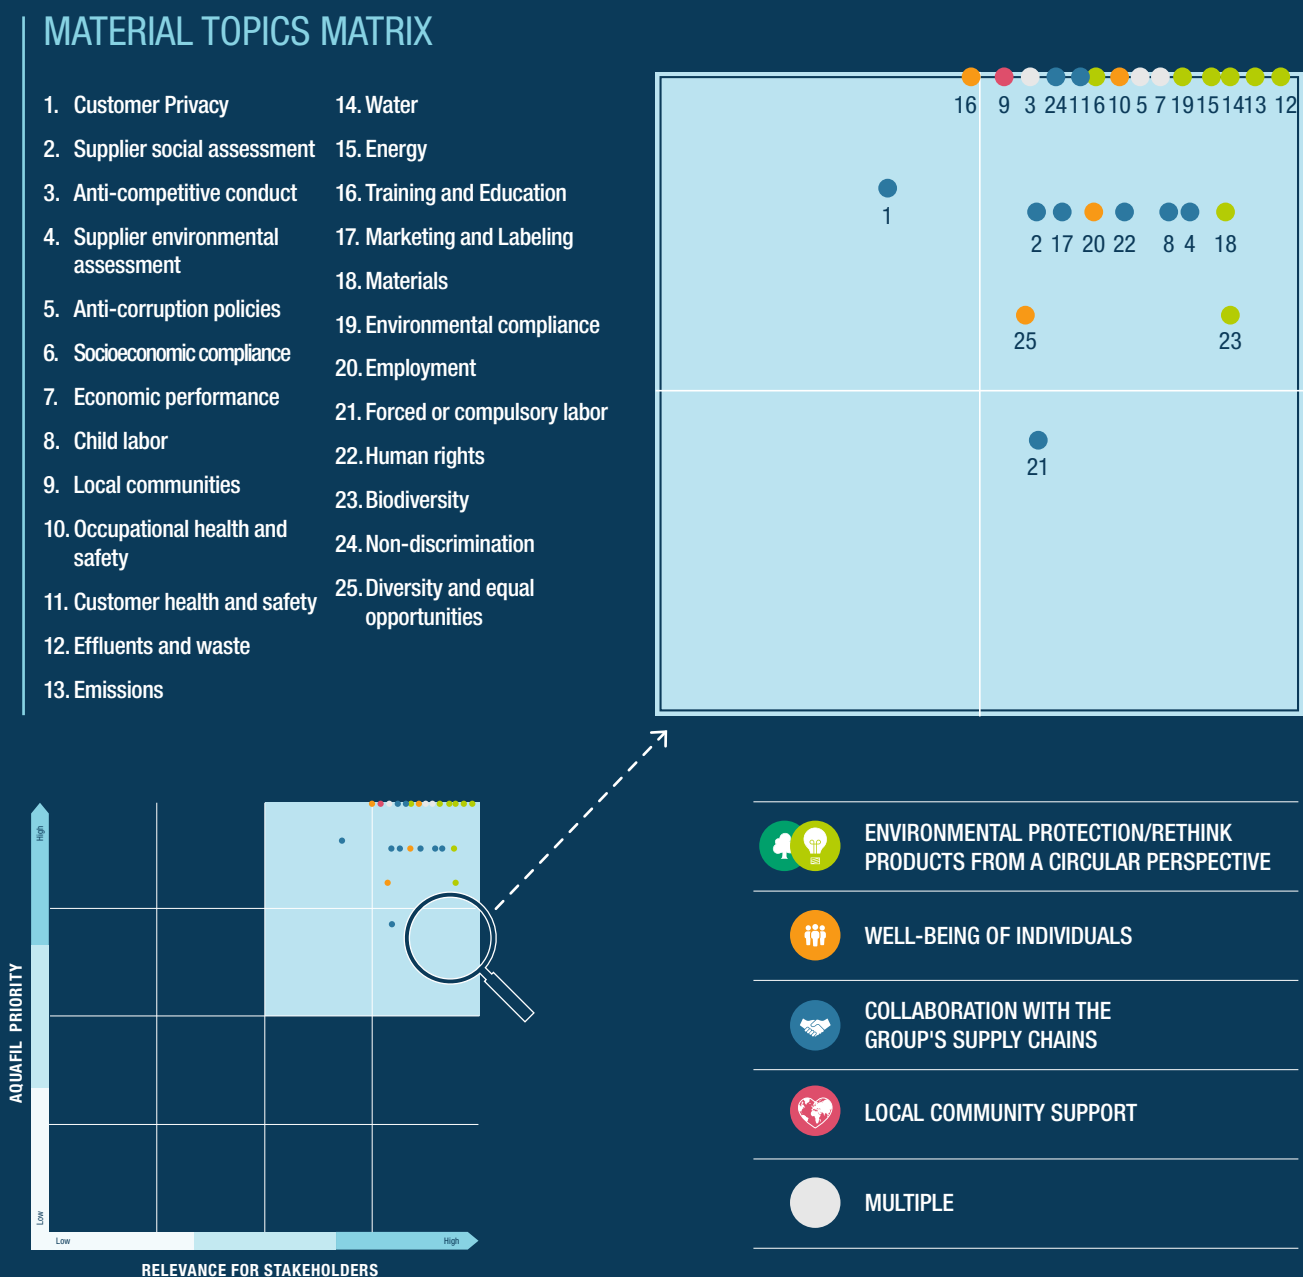 MATERIAL TOPICS MATRIX
1. Customer Privacy
2. Supplier social assessment
3. Anti-competitive conduct
4. Supplier environmental
assessment
5. Anti-corruption policies
6. Socioeconomic compliance
7. Economic performance
8. Child labor
9. Local communities
10. Occupational health and
safety
11. Customer health and safety
12. Effluents and waste
13. Emissions
14. Water
15. Energy
16. Training and Education
17. Marketing and Labeling
18. Materials
19. Environmental compliance
20. Employment
21. Forced or compulsory labor
22. Human rights
23. Biodiversity
24. Non-discrimination
25. Diversity and equal
opportunities
16 9 3 24 11 6 10 5 7 19 15 14 13 12
1
2 17 20 22 8 4 18
25 23
21
High
AQUAFIL PRIORITY
Low
Low High
RELEVANCE FOR STAKEHOLDERS
ENVIRONMENTAL PROTECTION/RETHINK
PRODUCTS FROM A CIRCULAR PERSPECTIVE
WELL-BEING OF INDIVIDUALS
COLLABORATION WITH THE
GROUP'S SUPPLY CHAINS
LOCAL COMMUNITY SUPPORT
MULTIPLE